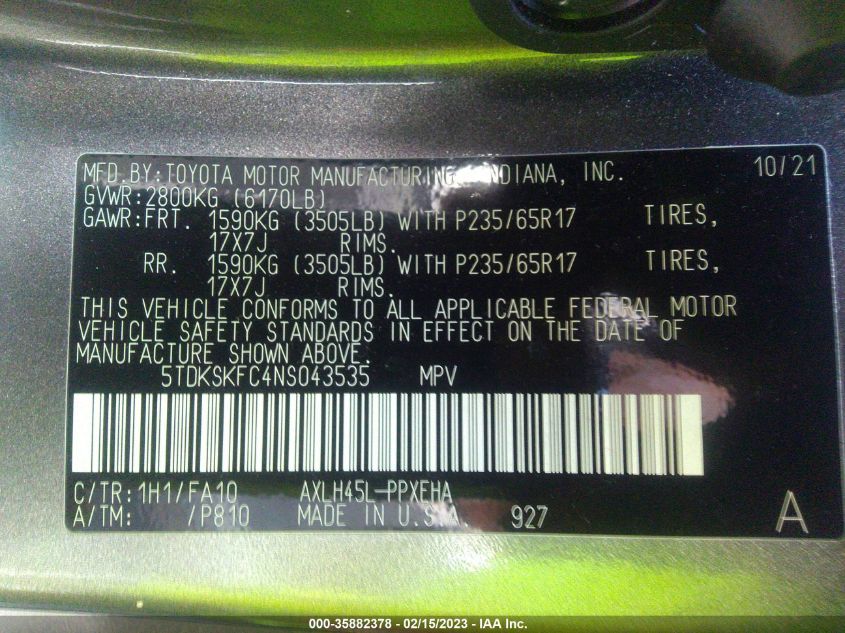 MFD.BY:TOYOTA MOTOR MANUFACTURING INDIANA, INC. 10/21
GVWR:2800KG (6170LB)
GAWR:FRT. 1590KG (3505LB) WITH P235/65R17 TIRES,
17X7J RIMS.
RR. 1590KG (3505LB) WITH P235/65R17 TIRES,
17X7J RIMS.
THIS VEHICLE CONFORMS TO ALL APPLICABLE FEDERAL MOTOR
VEHICLE SAFETY STANDARDS IN EFFECT ON THE DATE OF
MANUFACTURE SHOWN ABOVE.
5TDKSKFC4NS043535 MPV
C/TR:1H1/FA10 AXLH45L-PPXEHA
A/TM: /P810 MADE IN U.S.A. 927 A
000-35882378 - 02/15/2023 - IAA Inc.